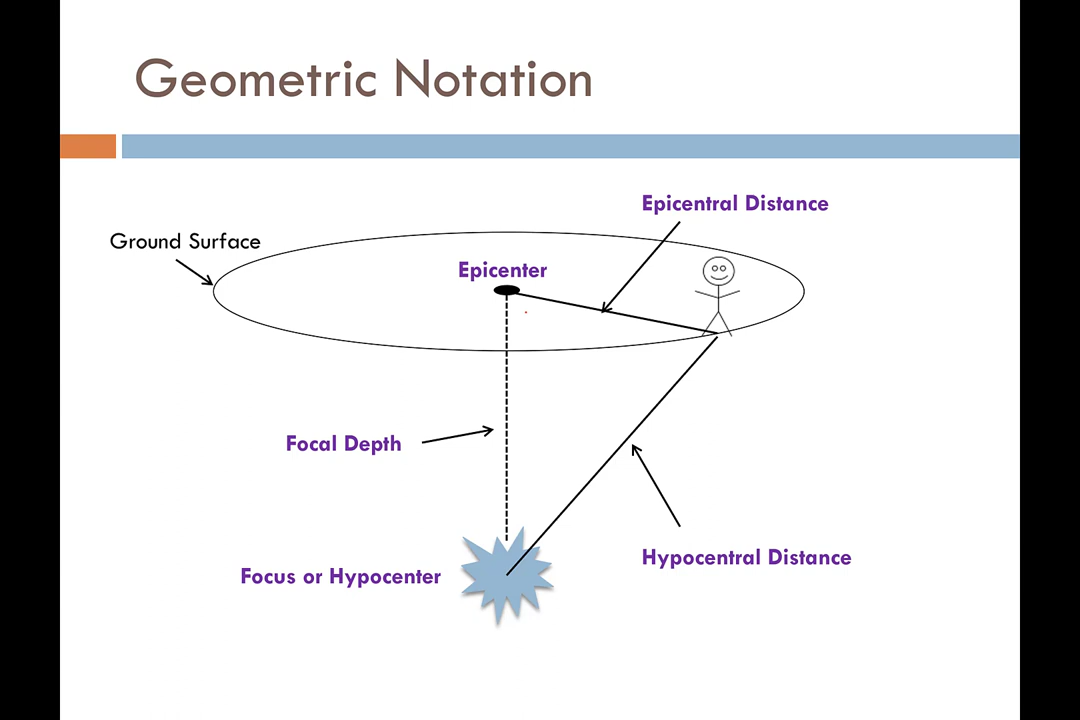 Geometric Notation
Epicentral Distance
Ground Surface
Epicenter
Focal Depth
Hypocentral Distance
Focus or Hypocenter